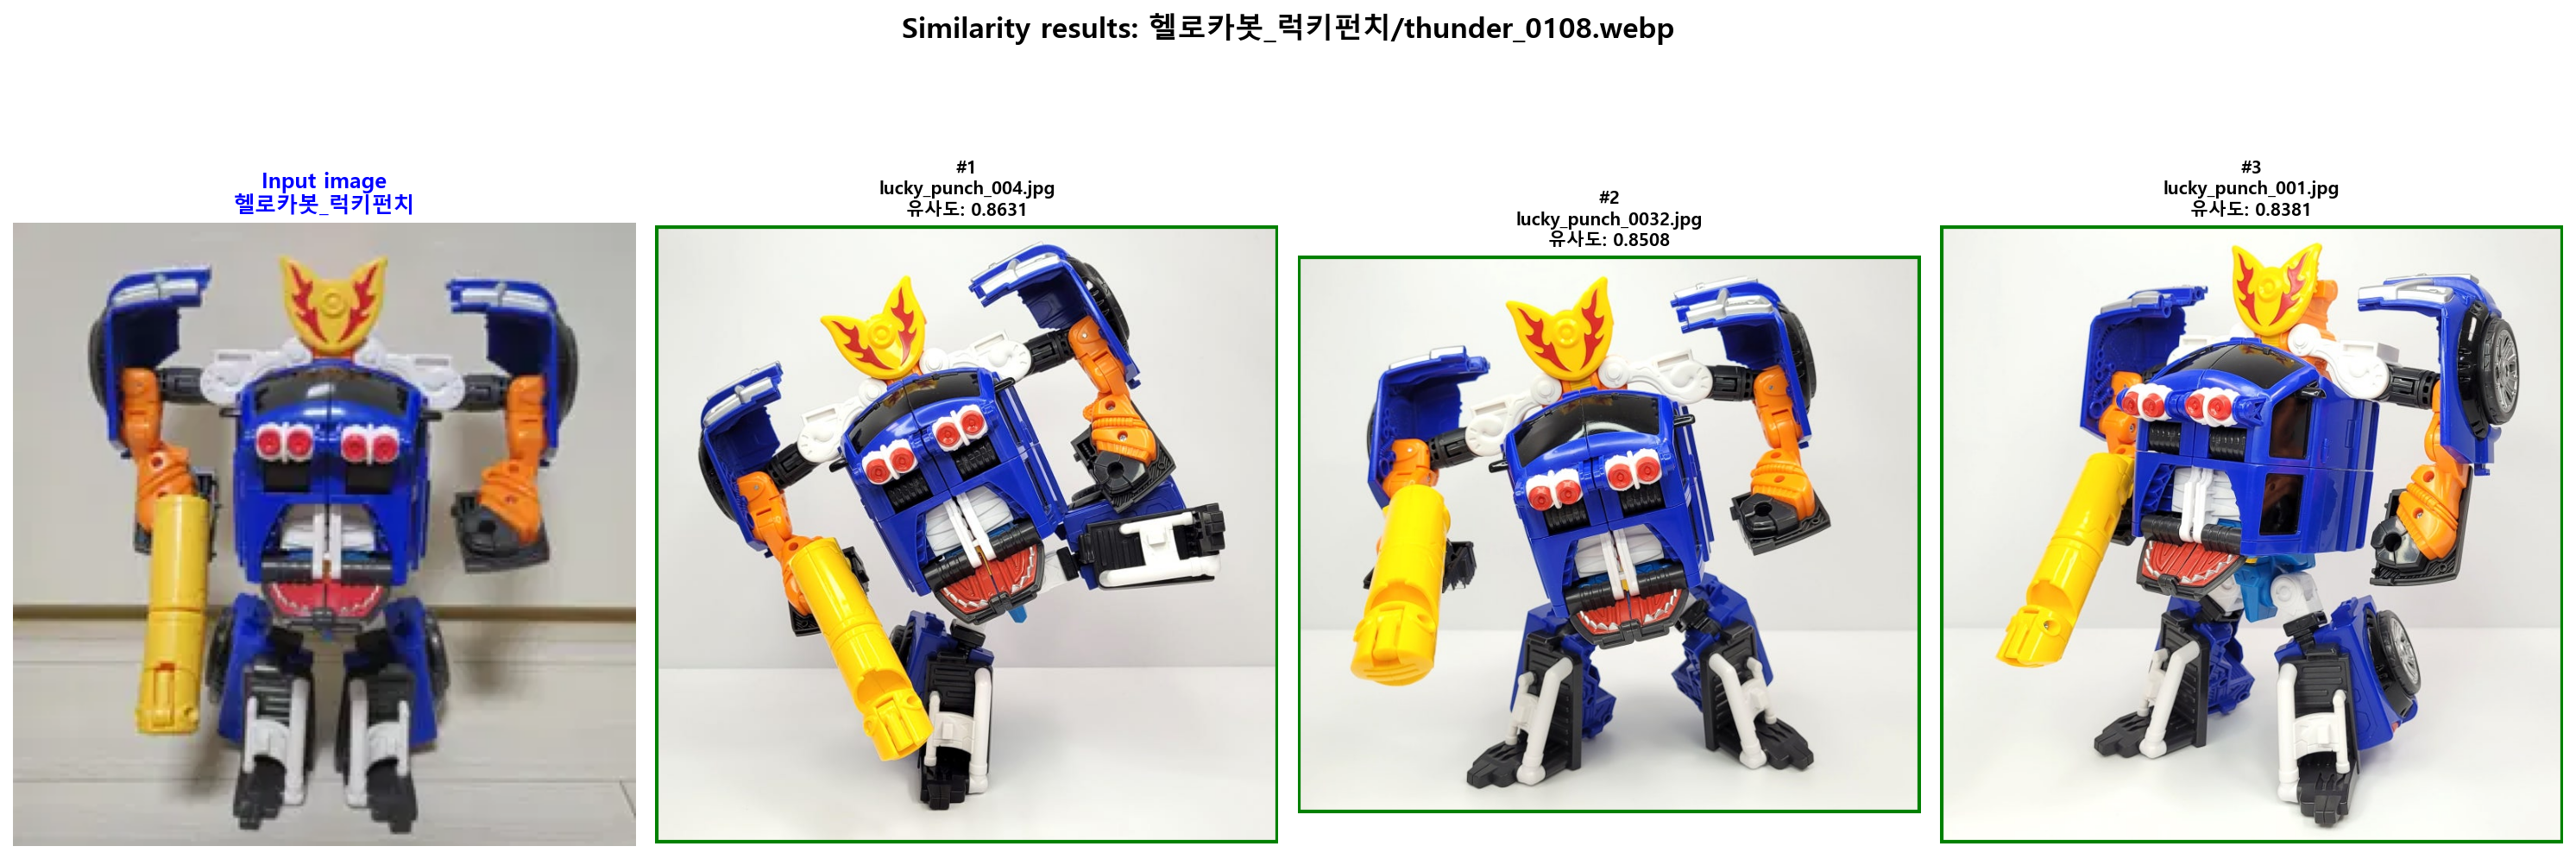 Similarity results: 헬로카봇_럭키펀치/thunder_0108.webp
Input image
헬로카봇_럭키펀치
#1
lucky_punch_004.jpg
유사도: 0.8631
#2
lucky_punch_0032.jpg
유사도: 0.8508
#3
lucky_punch_001.jpg
유사도: 0.8381